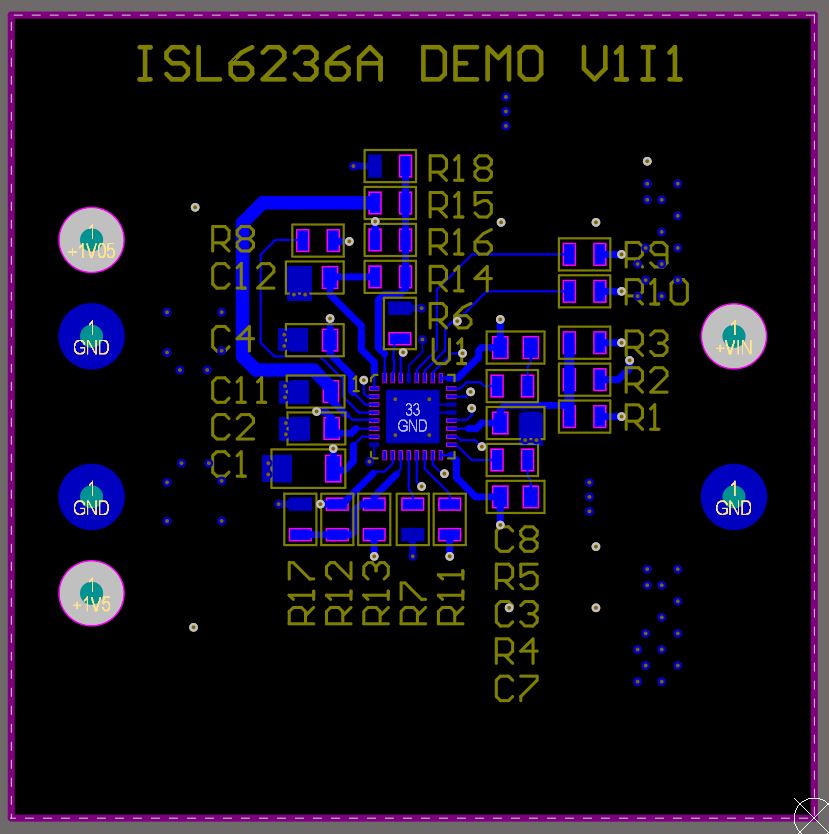 ISL6236A DEMO V1I1
R18
R15
R8
R16
1
+1V05
C12
R14
R9
R10
R6
1
GND
C4
U1
R3
1
+VIN
R2
C11
1
33
GND
R1
C2
C1
1
GND
1
GND
C8
R5
1
+1V5
R17
R12
R13
R7
R11
C3
R4
C7